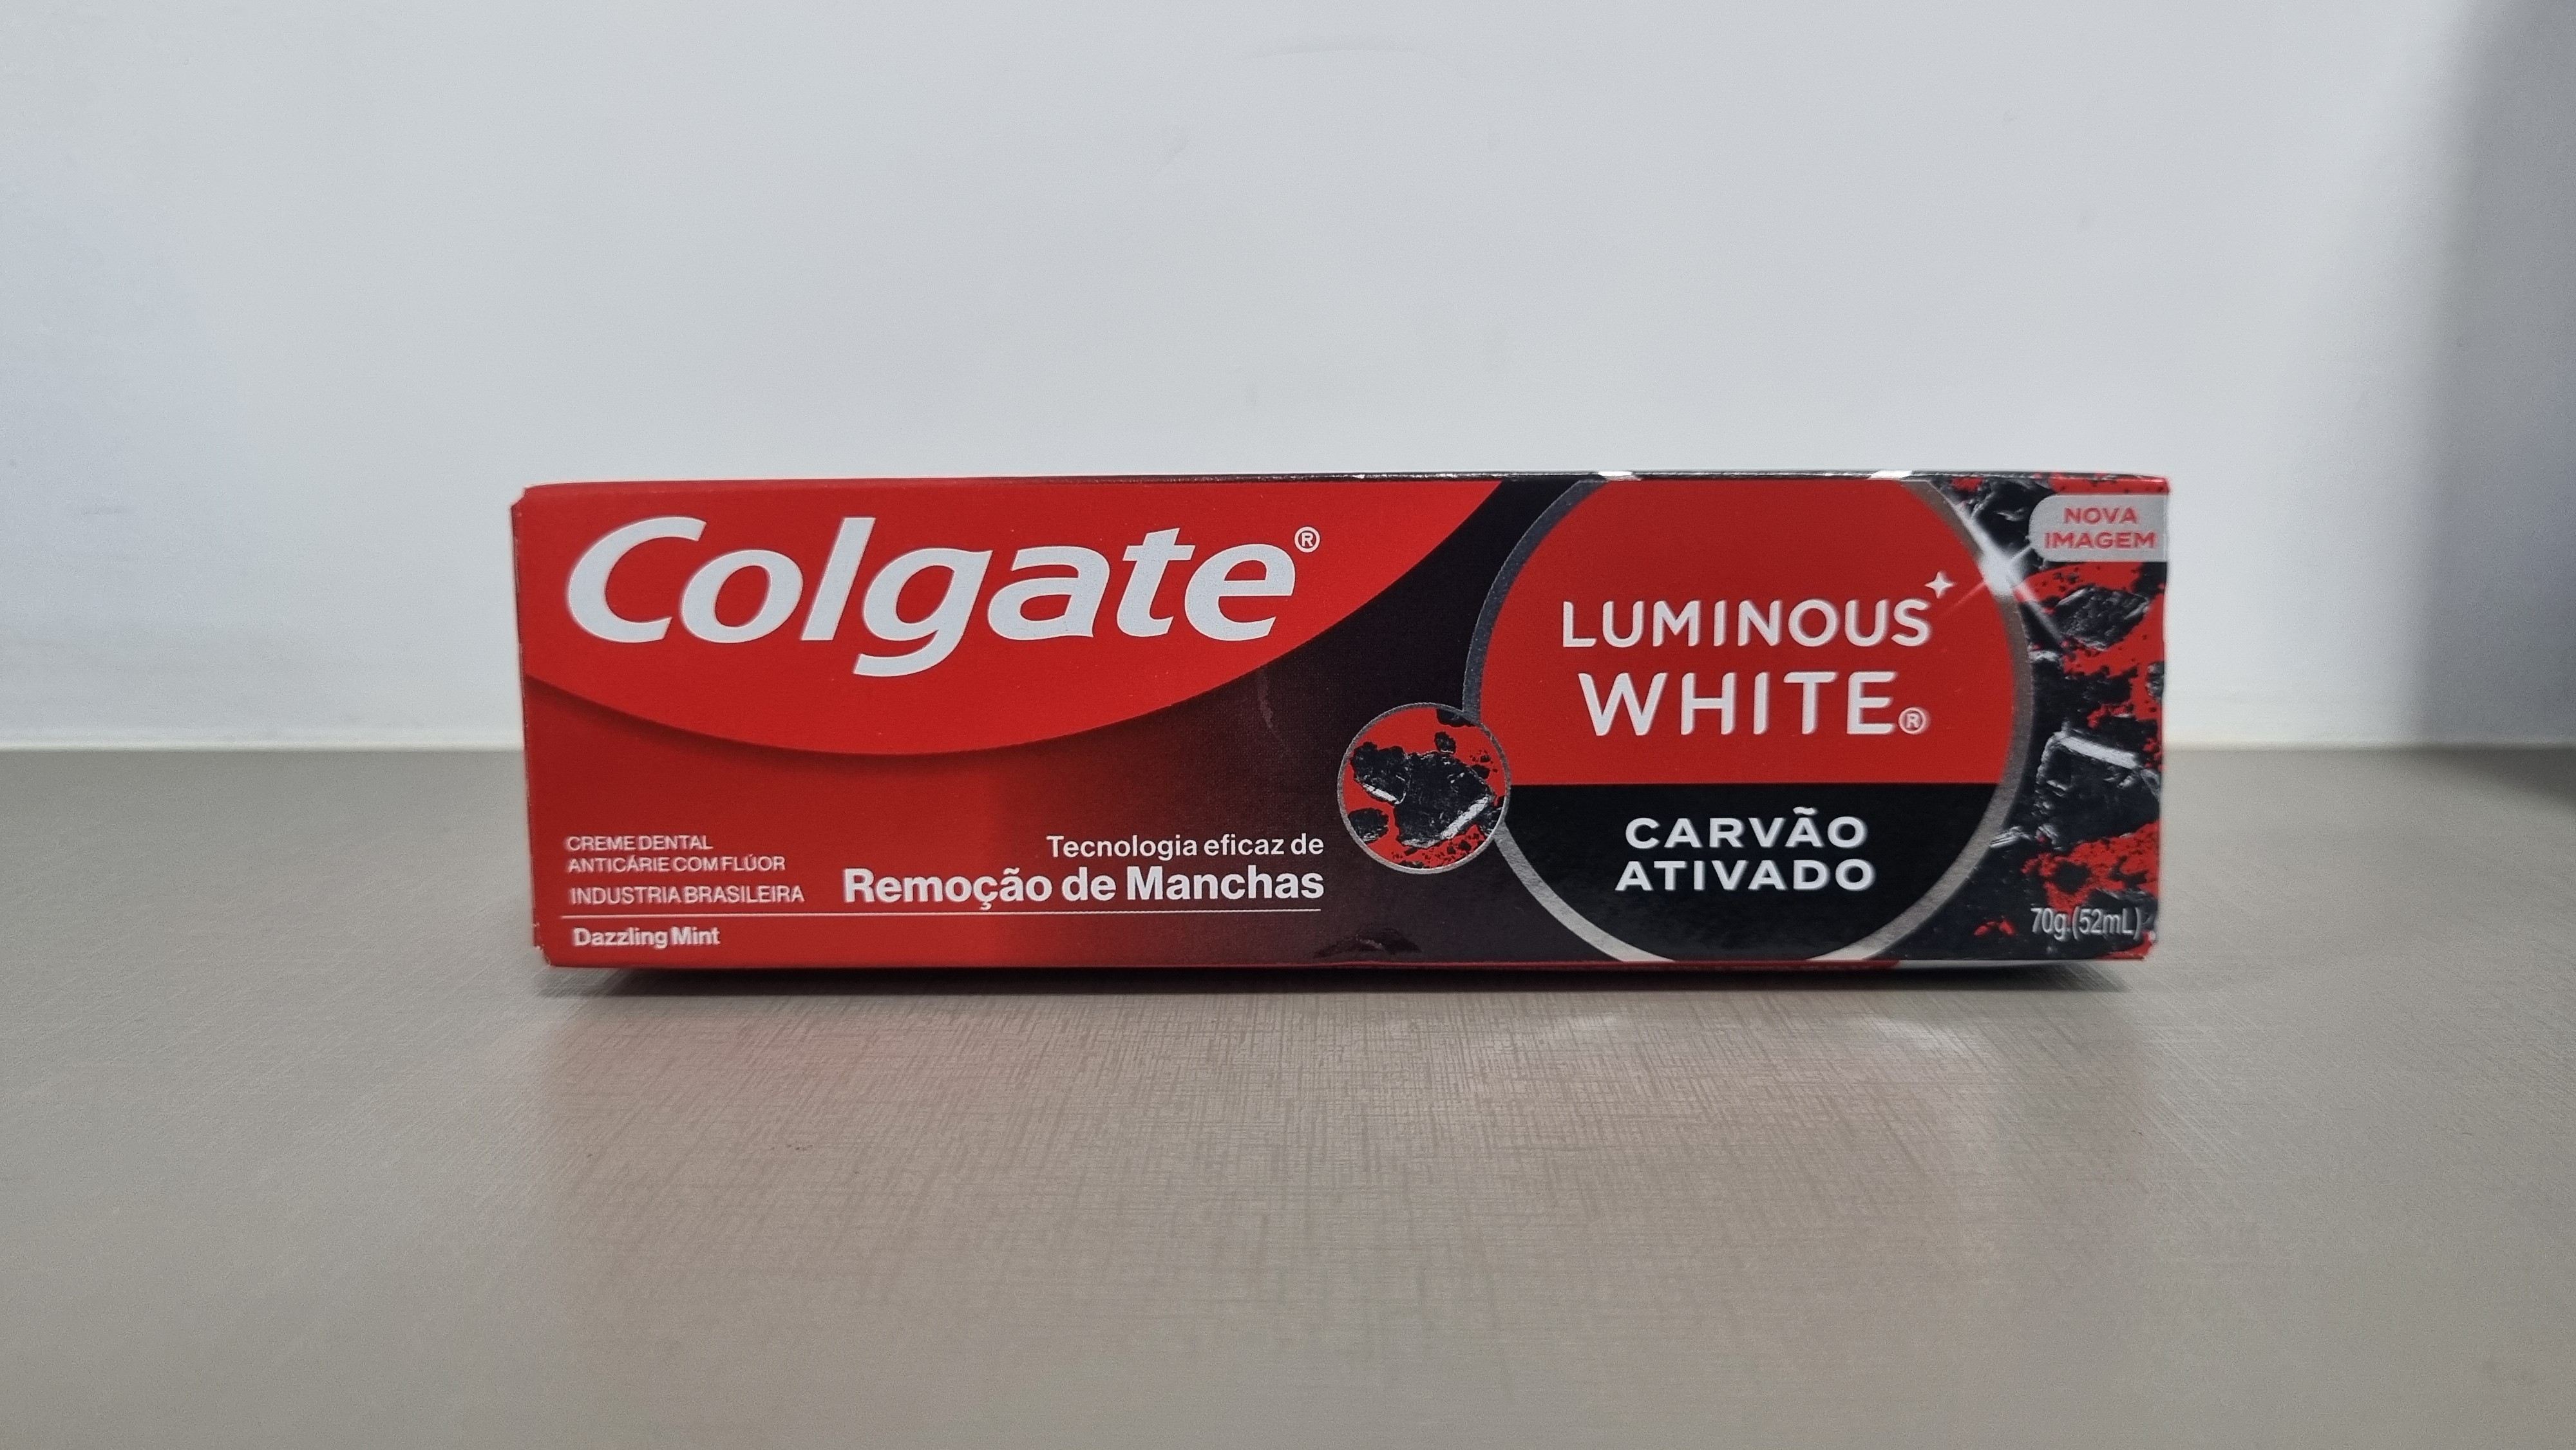 Colgate®
NOVA
IMAGEM
LUMINOUS
WHITE®
CARVÃO
ATIVADO
CREME DENTAL
ANTICÁRIE COM FLÚOR
INDUSTRIA BRASILEIRA
Tecnologia eficaz de
Remoção de Manchas
Dazzling Mint
70g (52mL)